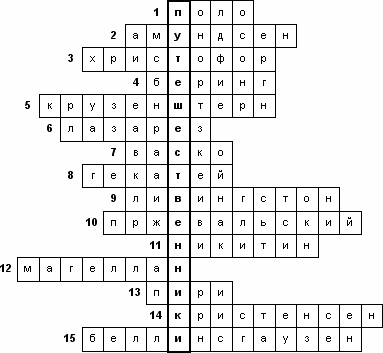 1 поло
2 амундсен
3 христофор
4 беринг
5 крузенштерн
6 лазарез
7 васко
8 гекатей
9 ливингстон
10 пржевальский
11 никитин
12 магеллан
13 пири
14 кристенсен
15 беллинсгаузен